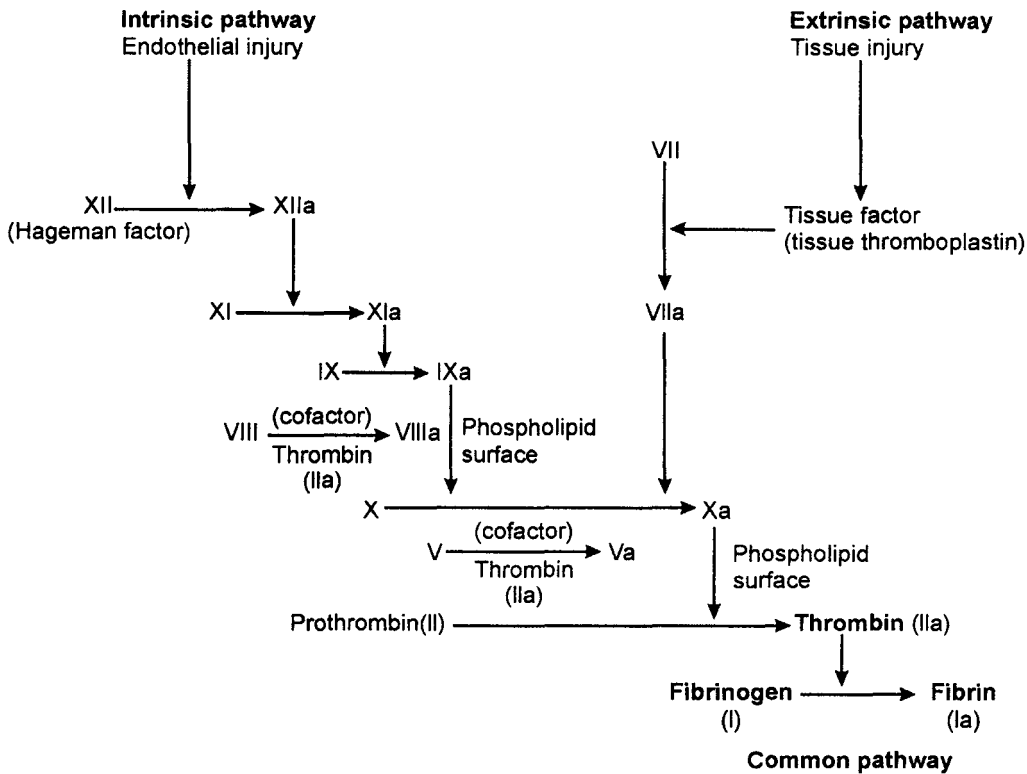 Intrinsic pathway
Endothelial injury
Extrinsic pathway
Tissue injury
VII
XII
XIIa
(Hageman factor)
Tissue factor
(tissue thromboplastin)
XI
XIa
VIIa
IX
IXa
VIII
(cofactor)
VIIIa
Thrombin
(IIa)
Phospholipid
surface
X
Xa
(cofactor)
V
Va
Thrombin
(IIa)
Phospholipid
surface
Prothrombin(II)
Thrombin (IIa)
Fibrinogen
(I)
Fibrin
(Ia)
Common pathway